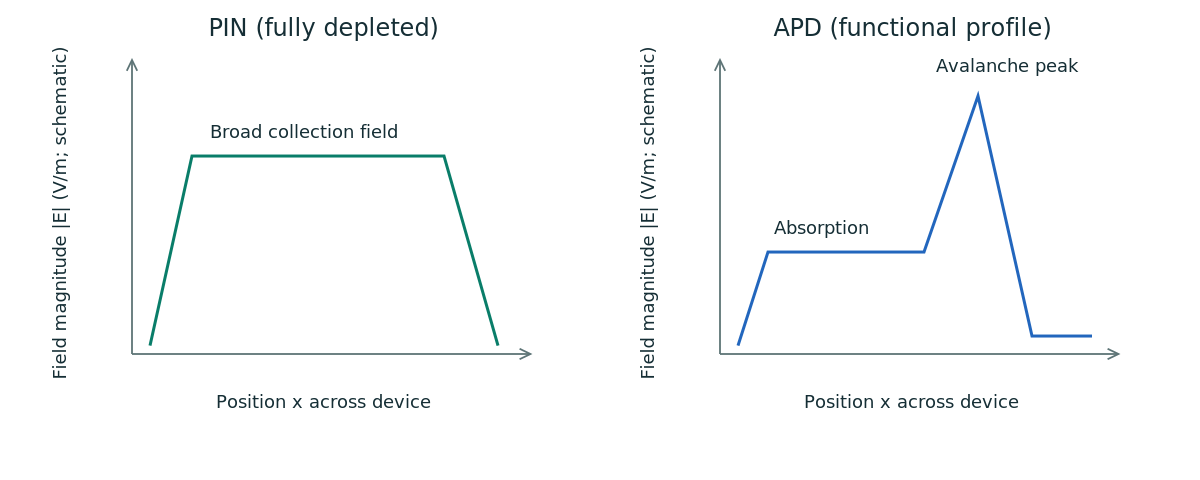 PIN (fully depleted)
Field magnitude |E| (V/m; schematic)
Broad collection field
Position x across device
APD (functional profile)
Field magnitude |E| (V/m; schematic)
Avalanche peak
Absorption
Position x across device